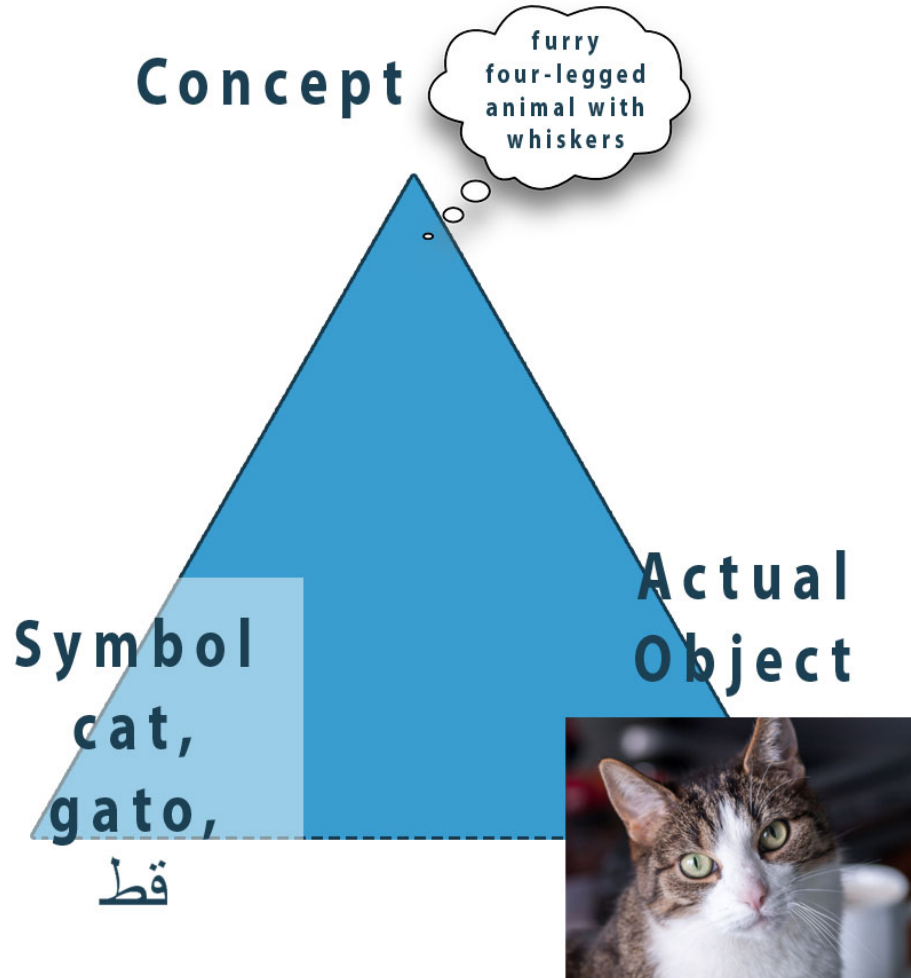 Concept
furry
four-legged
animal with
whiskers
Actual
Object
Symbol
cat,
gato,
قط